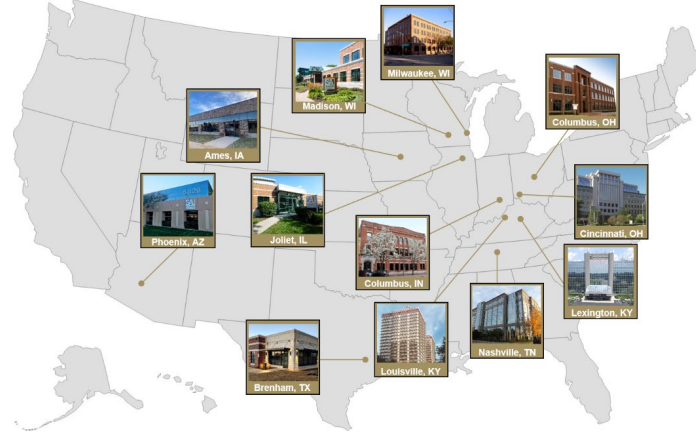 Milwaukee, WI
Madison, WI
Columbus, OH
Ames, IA
Phoenix, AZ
Joliet, IL
Cincinnati, OH
Columbus, IN
Lexington, KY
Nashville, TN
Louisville, KY
Brenham, TX